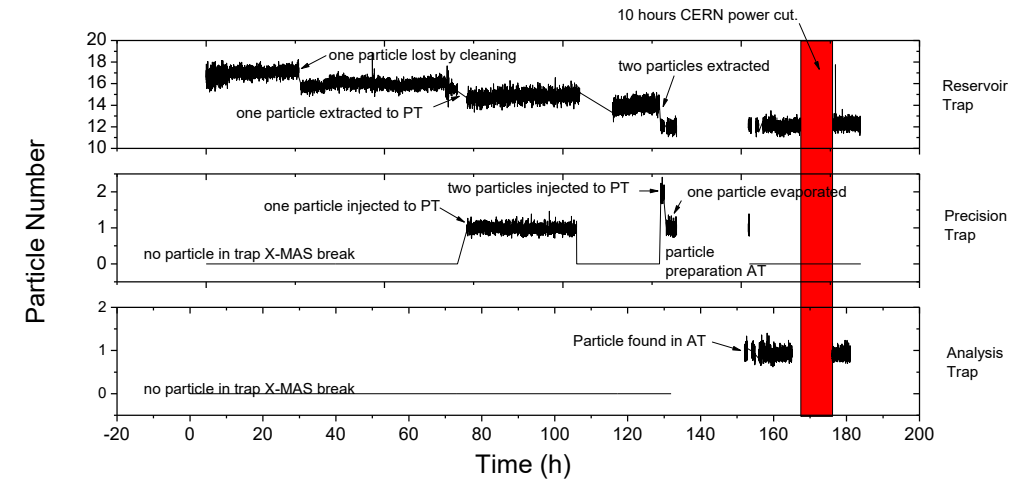 10 hours CERN power cut.
20
18
16
14
12
10
one particle lost by cleaning
two particles extracted
one particle extracted to PT
Reservoir
Trap
Particle Number
2
1
0
two particles injected to PT
one particle evaporated
one particle injected to PT
no particle in trap X-MAS break
particle
preparation AT
Precision
Trap
2
1
0
Particle found in AT
no particle in trap X-MAS break
Analysis
Trap
-20 0 20 40 60 80 100 120 140 160 180 200
Time (h)